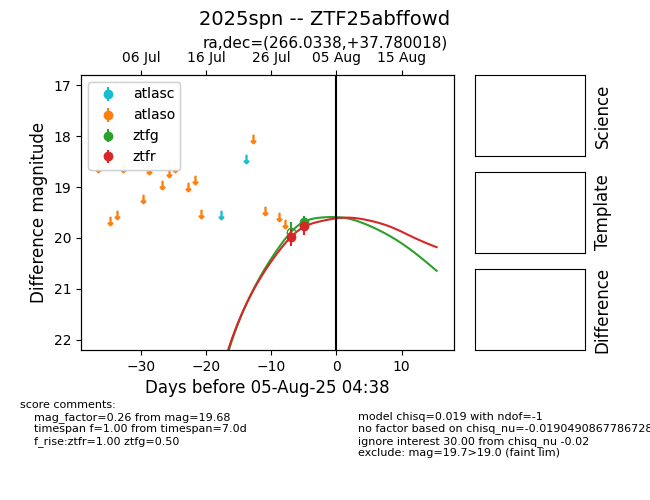 2025spn -- ZTF25abffowd
ra,dec=(266.0338,+37.780018)
06 Jul 16 Jul 26 Jul 05 Aug 15 Aug
atlasc
atlaso
ztfg
ztfr
17
18
19
20
21
22
Difference magnitude
−30 −20 −10 0 10
Days before 05-Aug-25 04:38
Science
Template
Difference
score comments:
mag_factor=0.26 from mag=19.68
timespan f=1.00 from timespan=7.0d
f_rise:ztfr=1.00 ztfg=0.50
model chisq=0.019 with ndof=-1
no factor based on chisq_nu=-0.0190490867786728
ignore interest 30.00 from chisq_nu -0.02
exclude: mag=19.7>19.0 (faint lim)